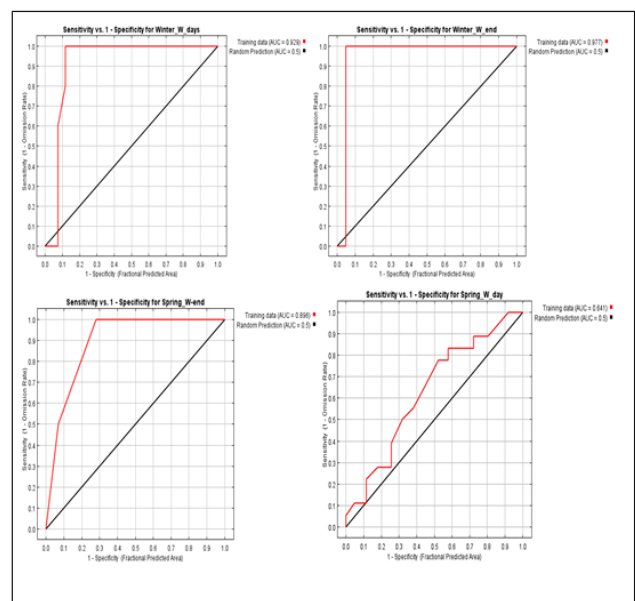 Sensitivity vs. 1 - Specificity for Winter_W_days
Training data (AUC = 0.929)
Random Prediction (AUC = 0.5)
Sensitivity (1 - Omission Rate)
1.0
0.9
0.8
0.7
0.6
0.5
0.4
0.3
0.2
0.1
0.0
0.0 0.1 0.2 0.3 0.4 0.5 0.6 0.7 0.8 0.9 1.0
1 - Specificity (Fractional Predicted Area)
Sensitivity vs. 1 - Specificity for Winter_W_end
Training data (AUC = 0.977)
Random Prediction (AUC = 0.5)
Sensitivity (1 - Omission Rate)
1.0
0.9
0.8
0.7
0.6
0.5
0.4
0.3
0.2
0.1
0.0
0.0 0.1 0.2 0.3 0.4 0.5 0.6 0.7 0.8 0.9 1.0
1 - Specificity (Fractional Predicted Area)
Sensitivity vs. 1 - Specificity for Spring_W-end
Training data (AUC = 0.896)
Random Prediction (AUC = 0.5)
Sensitivity (1 - Omission Rate)
1.0
0.9
0.8
0.7
0.6
0.5
0.4
0.3
0.2
0.1
0.0
0.0 0.1 0.2 0.3 0.4 0.5 0.6 0.7 0.8 0.9 1.0
1 - Specificity (Fractional Predicted Area)
Sensitivity vs. 1 - Specificity for Spring_W_day
Training data (AUC = 0.641)
Random Prediction (AUC = 0.5)
Sensitivity (1 - Omission Rate)
1.0
0.9
0.8
0.7
0.6
0.5
0.4
0.3
0.2
0.1
0.0
0.0 0.1 0.2 0.3 0.4 0.5 0.6 0.7 0.8 0.9 1.0
1 - Specificity (Fractional Predicted Area)